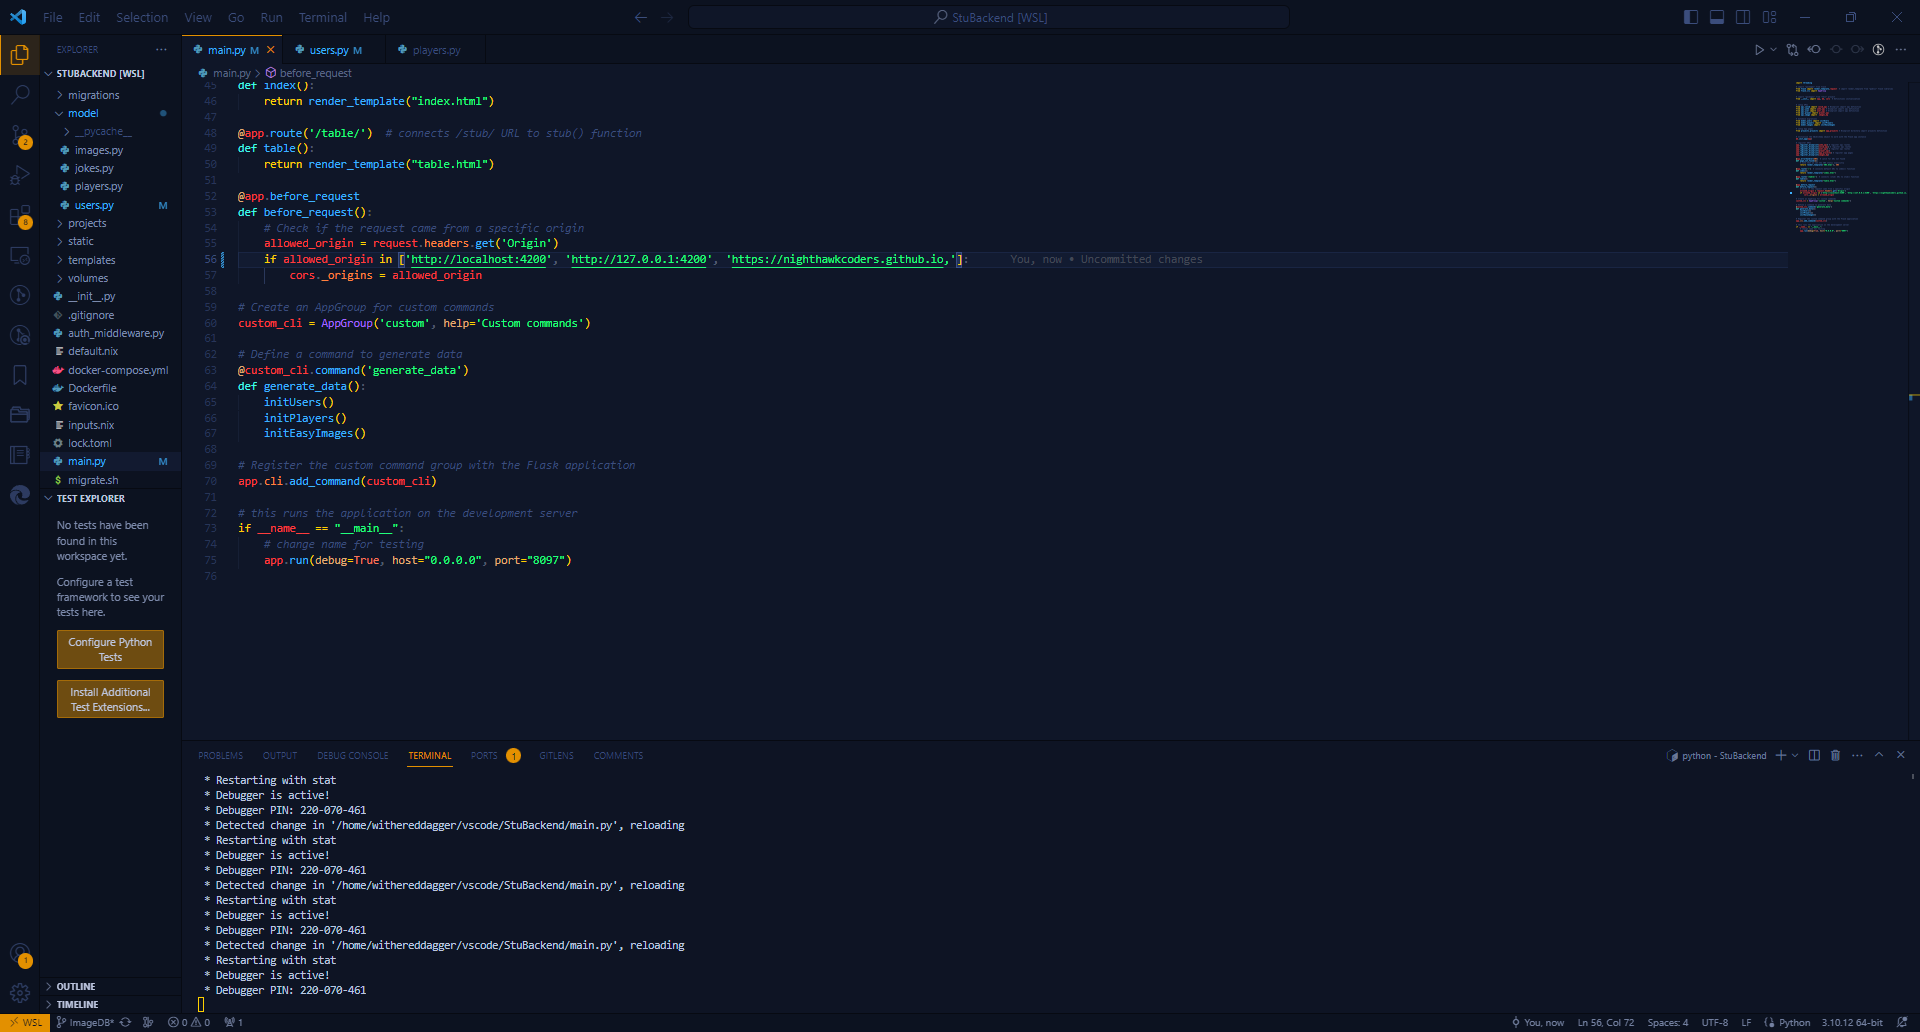 File Edit Selection View Go Run Terminal Help
StuBackend [WSL]
EXPLORER
STUBACKEND [WSL]
migrations
model
__pycache__
images.py
jokes.py
players.py
users.py M
projects
static
templates
volumes
__init__.py
.gitignore
auth_middleware.py
default.nix
docker-compose.yml
Dockerfile
favicon.ico
inputs.nix
lock.toml
main.py M
migrate.sh
TEST EXPLORER
No tests have been
found in this
workspace yet.
Configure a test
framework to see your
tests here.
Configure Python
Tests
Install Additional
Test Extensions...
OUTLINE
TIMELINE
2
8
1
main.py M
users.py M
players.py
main.py > before_request
45 def index():
46 return render_template("index.html")
47
48 @app.route('/table/') # connects /stub/ URL to stub() function
49 def table():
50 return render_template("table.html")
51
52 @app.before_request
53 def before_request():
54 # Check if the request came from a specific origin
55 allowed_origin = request.headers.get('Origin')
56 if allowed_origin in ['http://localhost:4200', 'http://127.0.0.1:4200', 'https://nighthawkcoders.github.io,']: You, now • Uncommitted changes
57 cors._origins = allowed_origin
58
59 # Create an AppGroup for custom commands
60 custom_cli = AppGroup('custom', help='Custom commands')
61
62 # Define a command to generate data
63 @custom_cli.command('generate_data')
64 def generate_data():
65 initUsers()
66 initPlayers()
67 initEasyImages()
68
69 # Register the custom command group with the Flask application
70 app.cli.add_command(custom_cli)
71
72 # this runs the application on the development server
73 if __name__ == "__main__":
74 # change name for testing
75 app.run(debug=True, host="0.0.0.0", port="8097")
76
PROBLEMS OUTPUT DEBUG CONSOLE TERMINAL PORTS 1 GITLENS COMMENTS
python - StuBackend
* Restarting with stat
* Debugger is active!
* Debugger PIN: 220-070-461
* Detected change in '/home/withereddagger/vscode/StuBackend/main.py', reloading
* Restarting with stat
* Debugger is active!
* Debugger PIN: 220-070-461
* Detected change in '/home/withereddagger/vscode/StuBackend/main.py', reloading
* Restarting with stat
* Debugger is active!
* Debugger PIN: 220-070-461
* Detected change in '/home/withereddagger/vscode/StuBackend/main.py', reloading
* Restarting with stat
* Debugger is active!
* Debugger PIN: 220-070-461
WSL ImageDB* 0 0 1
You, now Ln 56, Col 72 Spaces: 4 UTF-8 LF Python 3.10.12 64-bit